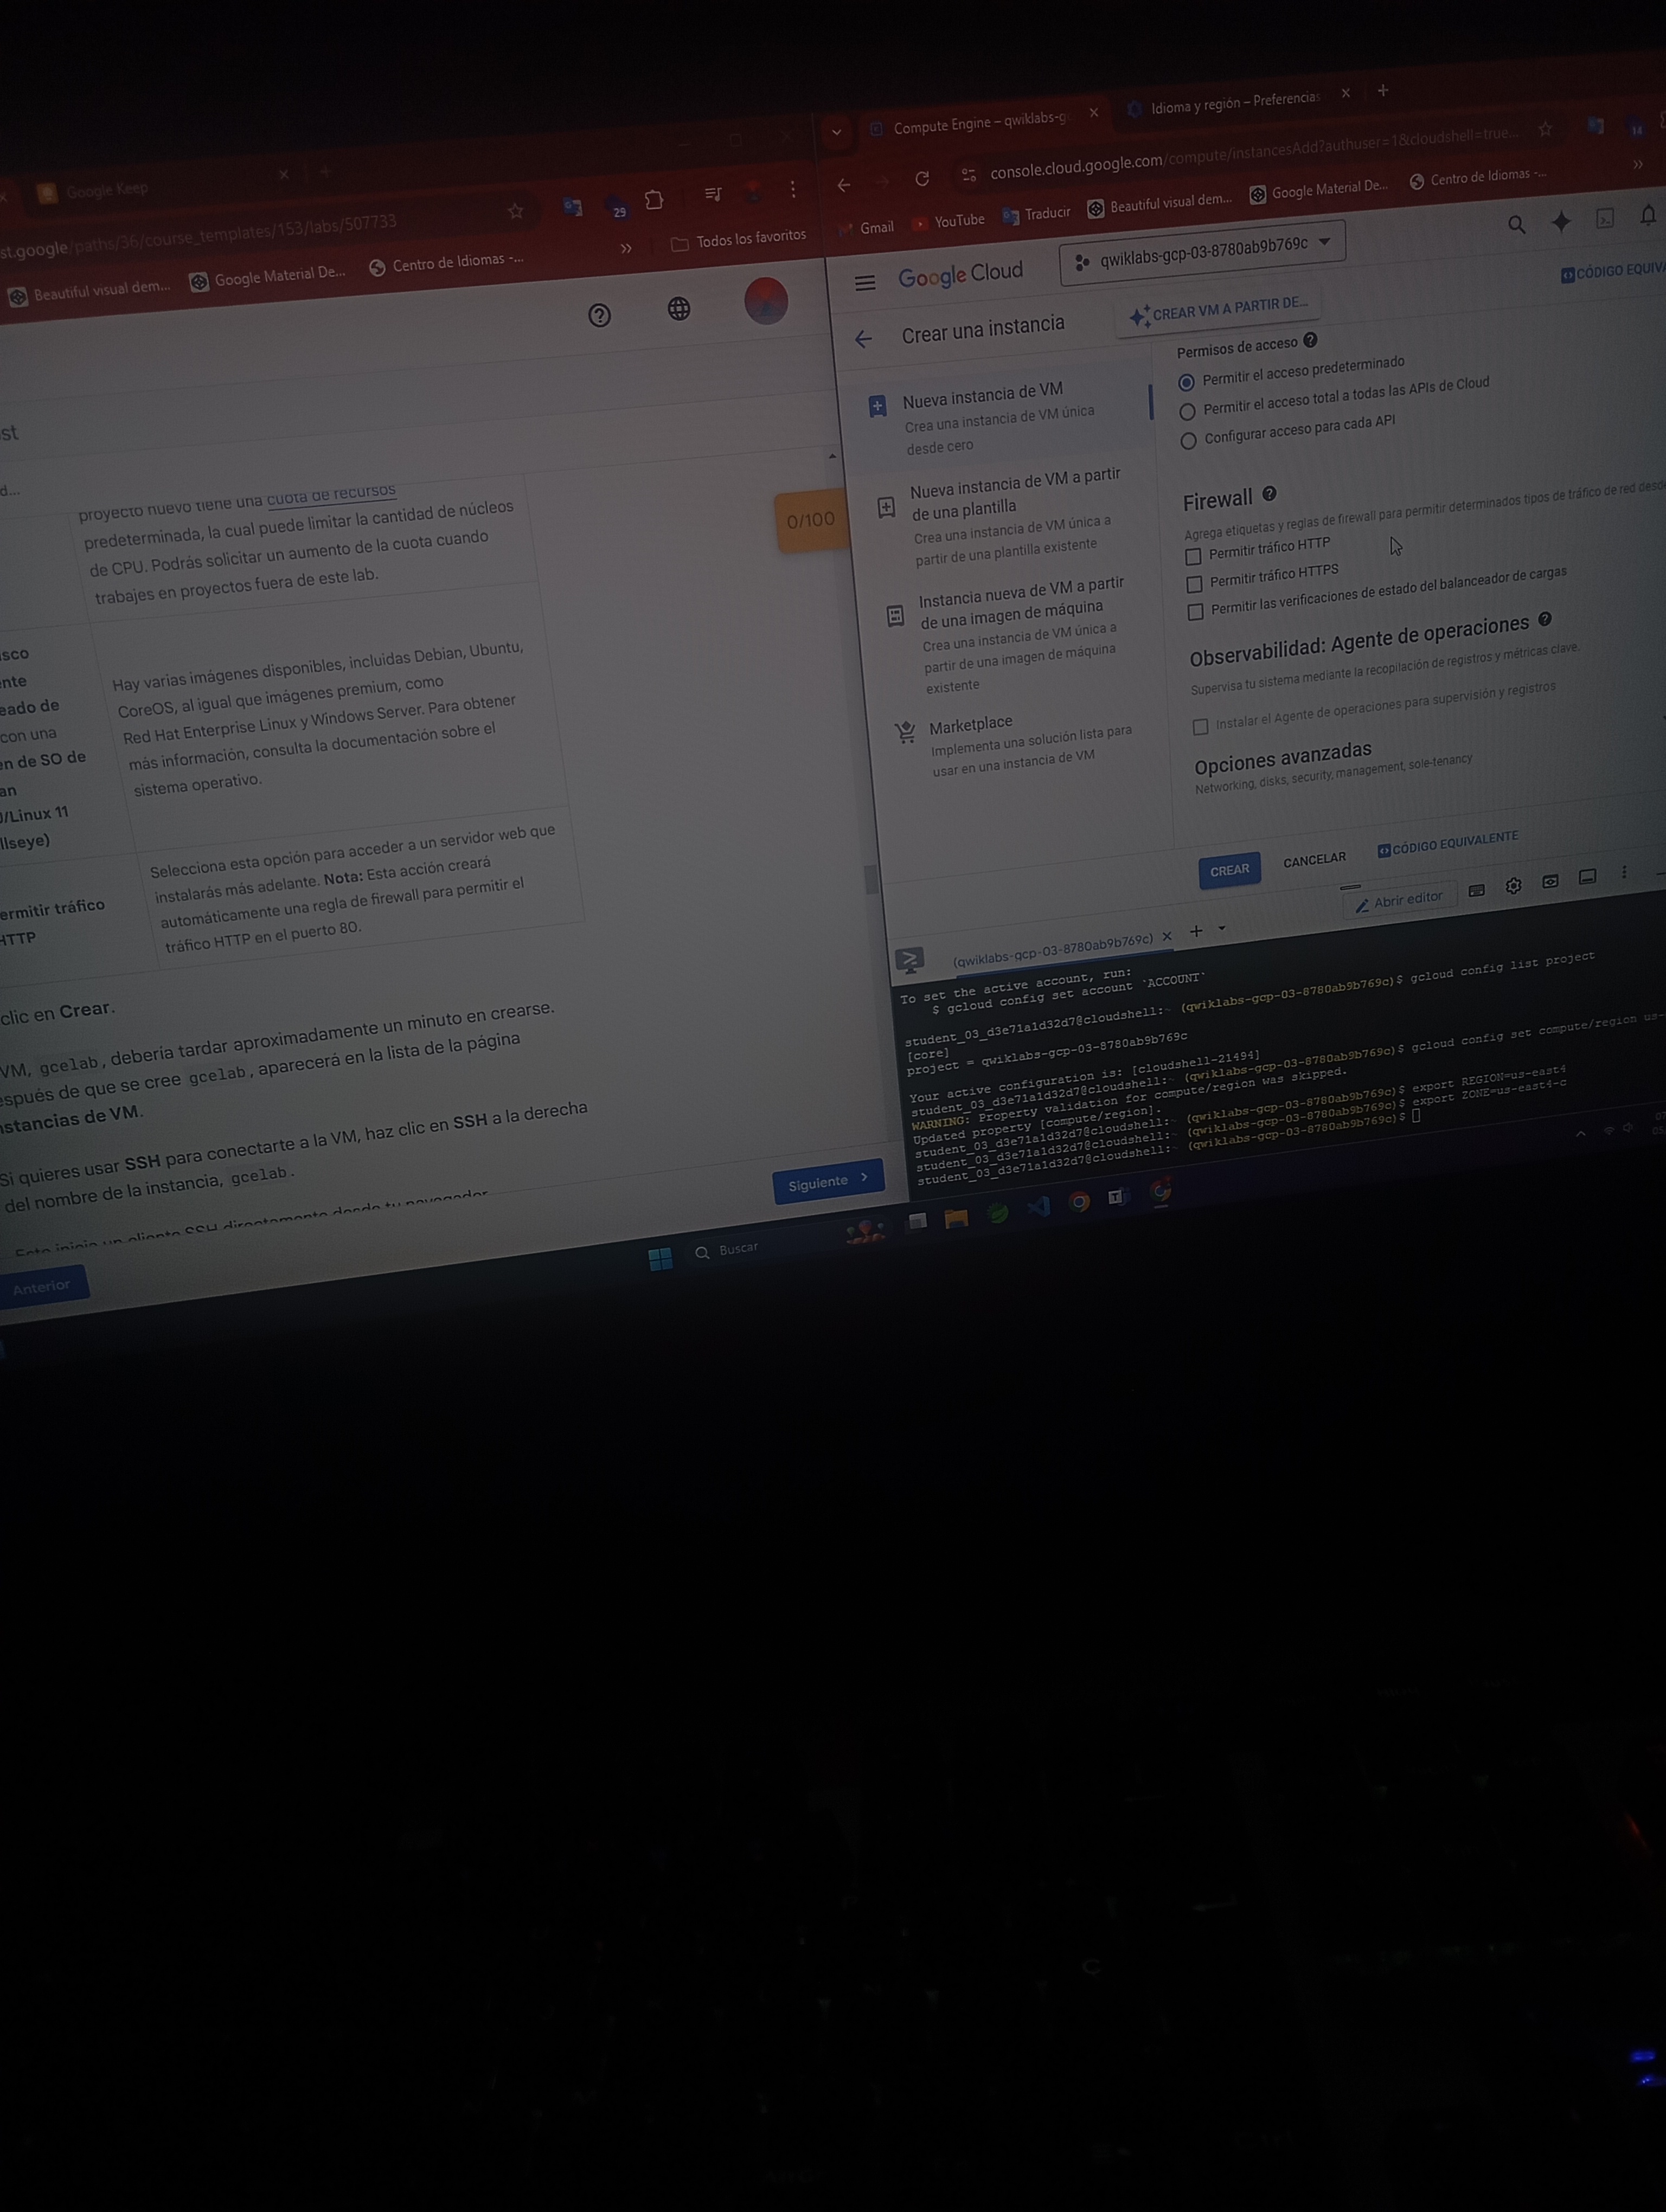 Google Keep
st.google/paths/36/course_templates/153/labs/507733
29
Beautiful visual dem...
Google Material De...
Centro de Idiomas -...
Todos los favoritos
st
d...
proyecto nuevo tiene una cuota de recursos
predeterminada, la cual puede limitar la cantidad de núcleos
de CPU. Podrás solicitar un aumento de la cuota cuando
trabajes en proyectos fuera de este lab.
0/100
isco
nte
eado de
con una
en de SO de
an
J/Linux 11
llseye)
Hay varias imágenes disponibles, incluidas Debian, Ubuntu,
CoreOS, al igual que imágenes premium, como
Red Hat Enterprise Linux y Windows Server. Para obtener
más información, consulta la documentación sobre el
sistema operativo.
ermitir tráfico
HTTP
Selecciona esta opción para acceder a un servidor web que
instalarás más adelante. Nota: Esta acción creará
automáticamente una regla de firewall para permitir el
tráfico HTTP en el puerto 80.
clic en Crear.
VM, gcelab, debería tardar aproximadamente un minuto en crearse.
espués de que se cree gcelab, aparecerá en la lista de la página
nstancias de VM.
Si quieres usar SSH para conectarte a la VM, haz clic en SSH a la derecha
del nombre de la instancia, gcelab.
Esto inicia un cliente SSH directamente desde tu navegador
Anterior
Siguiente
Compute Engine – qwiklabs-g
Idioma y región – Preferencias
console.cloud.google.com/compute/instancesAdd?authuser=1&cloudshell=true...
14
Gmail
YouTube
Traducir
Beautiful visual dem...
Google Material De...
Centro de Idiomas -...
Google Cloud
qwiklabs-gcp-03-8780ab9b769c
Crear una instancia
CREAR VM A PARTIR DE...
CÓDIGO EQUIVA
Nueva instancia de VM
Crea una instancia de VM única
desde cero
Nueva instancia de VM a partir
de una plantilla
Crea una instancia de VM única a
partir de una plantilla existente
Instancia nueva de VM a partir
de una imagen de máquina
Crea una instancia de VM única a
partir de una imagen de máquina
existente
Marketplace
Implementa una solución lista para
usar en una instancia de VM
Permisos de acceso
Permitir el acceso predeterminado
Permitir el acceso total a todas las APIs de Cloud
Configurar acceso para cada API
Firewall
Agrega etiquetas y reglas de firewall para permitir determinados tipos de tráfico de red desde
Permitir tráfico HTTP
Permitir tráfico HTTPS
Permitir las verificaciones de estado del balanceador de cargas
Observabilidad: Agente de operaciones
Supervisa tu sistema mediante la recopilación de registros y métricas clave.
Instalar el Agente de operaciones para supervisión y registros
Opciones avanzadas
Networking, disks, security, management, sole-tenancy
CREAR
CANCELAR
CÓDIGO EQUIVALENTE
(qwiklabs-gcp-03-8780ab9b769c)
Abrir editor
To set the active account, run:
$ gcloud config set account `ACCOUNT`
student_03_d3e71a1d32d7@cloudshell:~ (qwiklabs-gcp-03-8780ab9b769c)$ gcloud config list project
[core]
project = qwiklabs-gcp-03-8780ab9b769c
Your active configuration is: [cloudshell-21494]
student_03_d3e71a1d32d7@cloudshell:~ (qwiklabs-gcp-03-8780ab9b769c)$ gcloud config set compute/region us-
WARNING: Property validation for compute/region was skipped.
Updated property [compute/region].
student_03_d3e71a1d32d7@cloudshell:~ (qwiklabs-gcp-03-8780ab9b769c)$ export REGION=us-east4
student_03_d3e71a1d32d7@cloudshell:~ (qwiklabs-gcp-03-8780ab9b769c)$ export ZONE=us-east4-c
student_03_d3e71a1d32d7@cloudshell:~ (qwiklabs-gcp-03-8780ab9b769c)$
Buscar
Ç